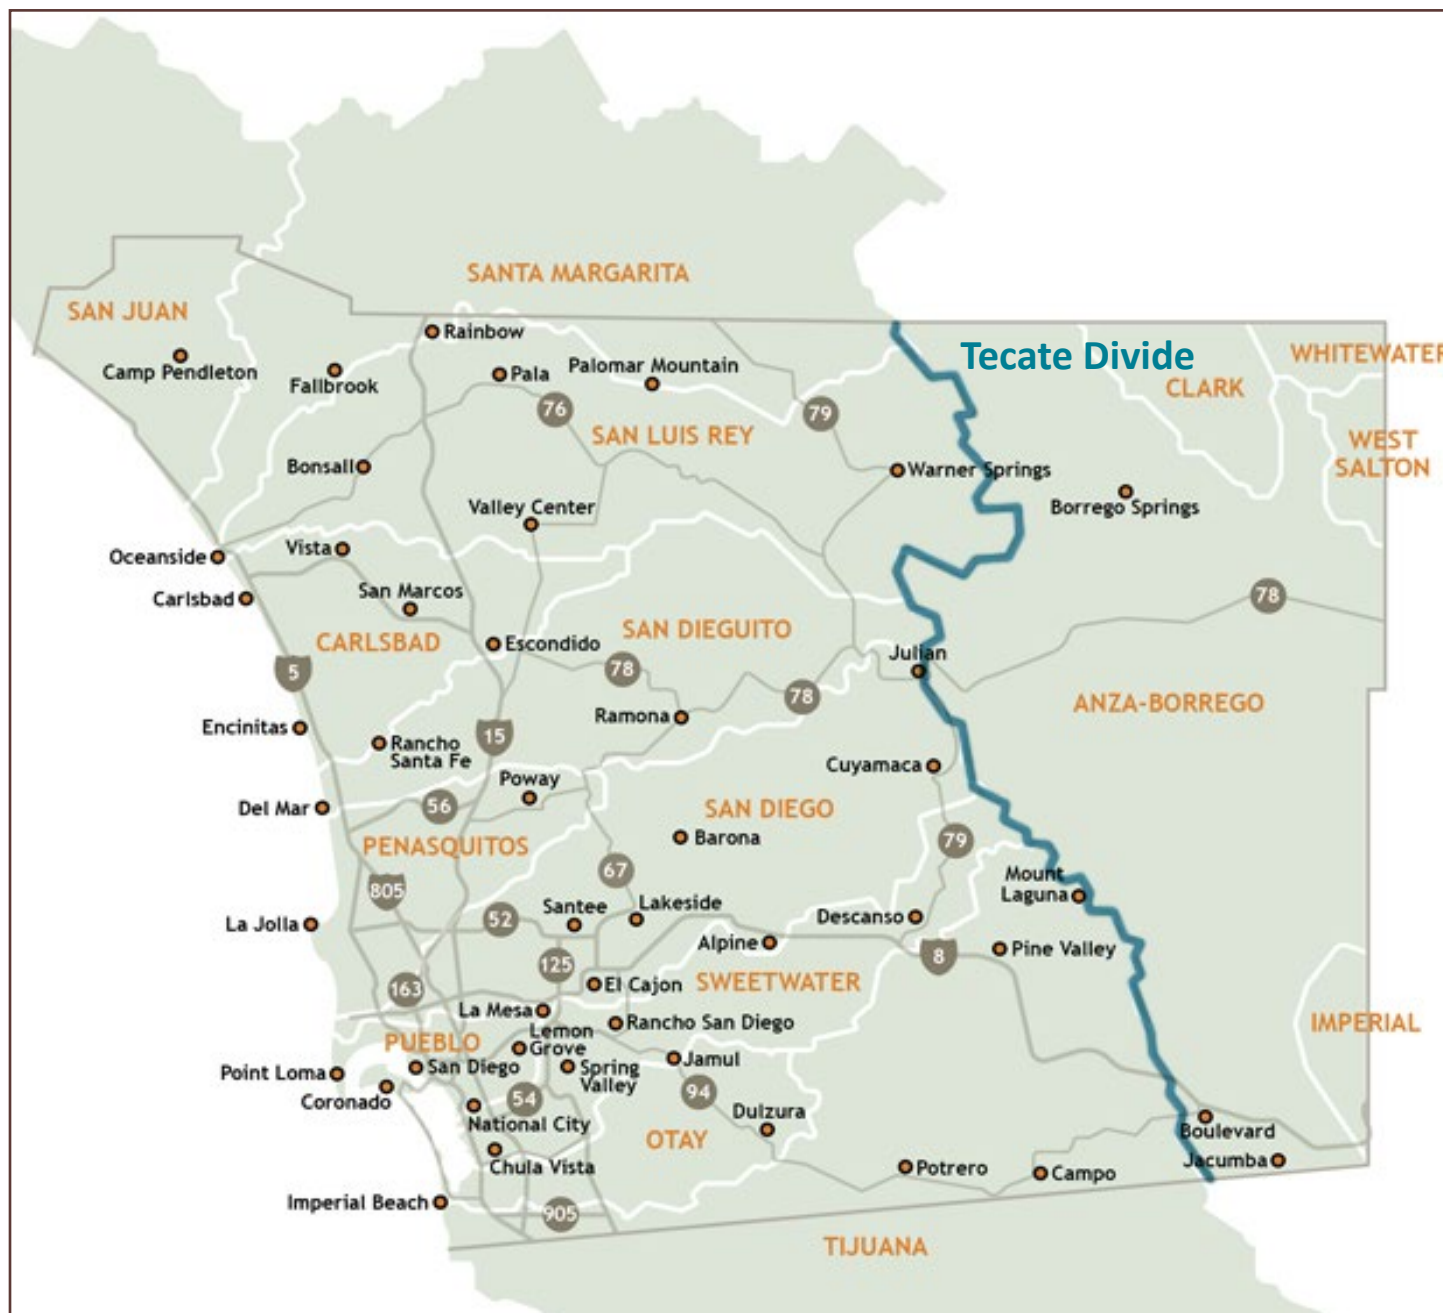 SANTA MARGARITA
SAN JUAN
Rainbow
Tecate Divide
WHITEWATER
Camp Pendleton
Fallbrook
Pala
Palomar Mountain
CLARK
76
79
SAN LUIS REY
WEST
SALTON
Bonsall
Warner Springs
Valley Center
Borrego Springs
Oceanside
Vista
Carlsbad
San Marcos
78
CARLSBAD
Escondido
SAN DIEGUITO
Julian
5
78
78
ANZA-BORREGO
Encinitas
Ramona
15
Rancho
Santa Fe
Cuyamaca
Poway
Del Mar
56
SAN DIEGO
PENASQUITOS
Barona
79
67
805
Mount
Laguna
La Jolla
52
Santee
Lakeside
Descanso
Alpine
8
Pine Valley
125
163
El Cajon
SWEETWATER
La Mesa
Rancho San Diego
IMPERIAL
PUEBLO
Lemon
Grove
Point Loma
San Diego
Spring
Valley
Jamul
Coronado
54
94
National City
Dulzura
OTAY
Boulevard
Chula Vista
Potrero
Campo
Jacumba
Imperial Beach
905
TIJUANA